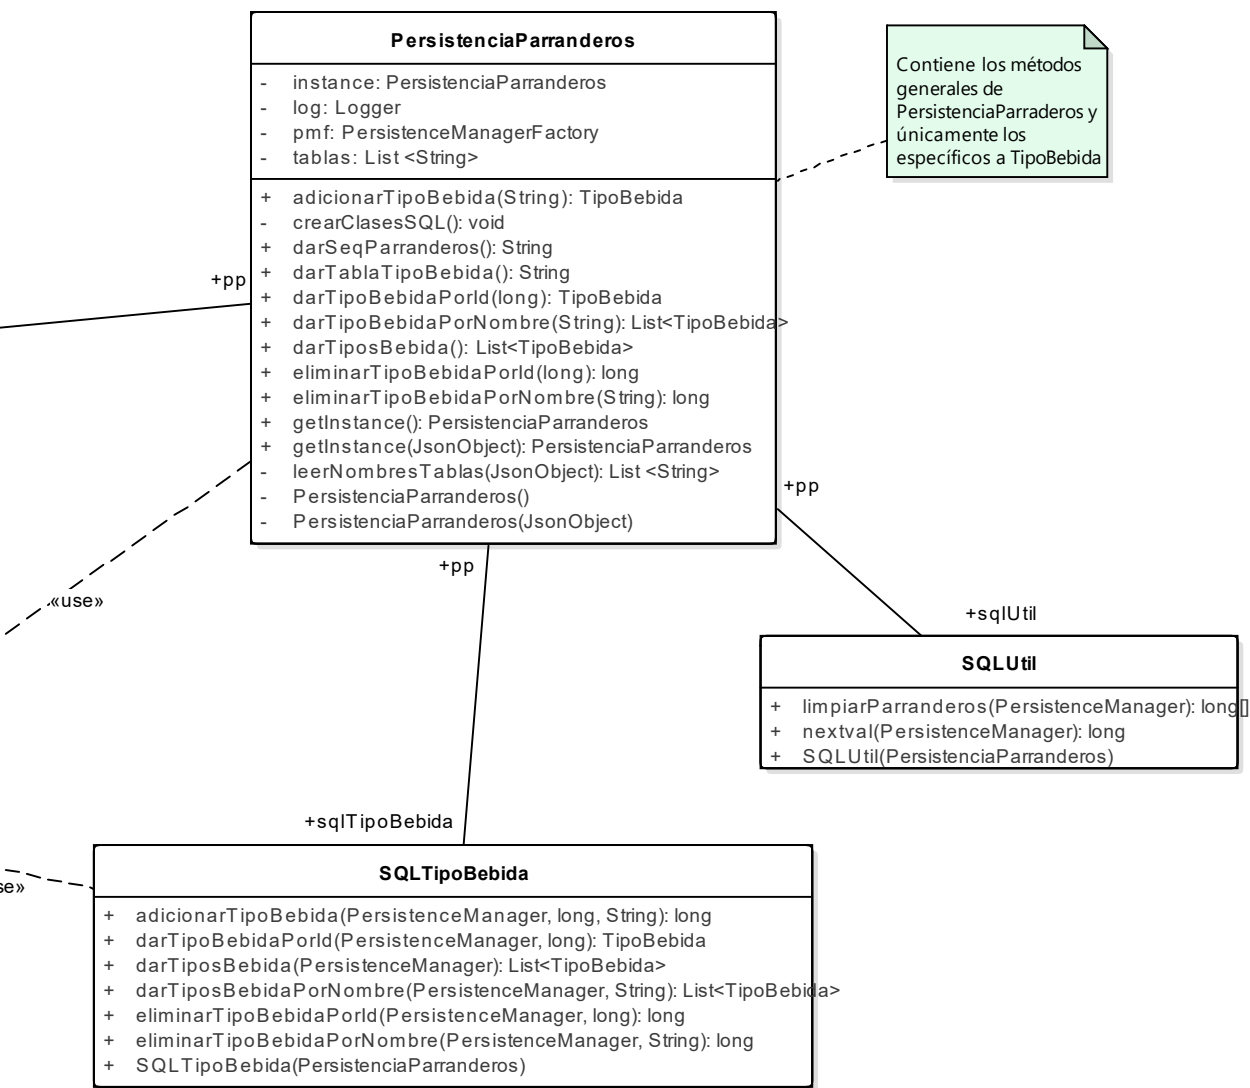 PersistenciaParranderos
- instance: PersistenciaParranderos
- log: Logger
- pmf: PersistenceManagerFactory
- tablas: List <String>
+ adicionarTipoBebida(String): TipoBebida
- crearClasesSQL(): void
+ darSeqParranderos(): String
+ darTablaTipoBebida(): String
+ darTipoBebidaPorId(long): TipoBebida
+ darTipoBebidaPorNombre(String): List<TipoBebida>
+ darTiposBebida(): List<TipoBebida>
+ eliminarTipoBebidaPorId(long): long
+ eliminarTipoBebidaPorNombre(String): long
+ getInstance(): PersistenciaParranderos
+ getInstance(JsonObject): PersistenciaParranderos
- leerNombresTablas(JsonObject): List <String>
- PersistenciaParranderos()
- PersistenciaParranderos(JsonObject)
Contiene los métodos
generales de
PersistenciaParraderos y
únicamente los
específicos a TipoBebida
+pp
+pp
+pp
«use»
+sqlUtil
SQLUtil
+ limpiarParranderos(PersistenceManager): long[]
+ nextval(PersistenceManager): long
+ SQLUtil(PersistenciaParranderos)
+sqlTipoBebida
se»
SQLTipoBebida
+ adicionarTipoBebida(PersistenceManager, long, String): long
+ darTipoBebidaPorId(PersistenceManager, long): TipoBebida
+ darTiposBebida(PersistenceManager): List<TipoBebida>
+ darTiposBebidaPorNombre(PersistenceManager, String): List<TipoBebida>
+ eliminarTipoBebidaPorId(PersistenceManager, long): long
+ eliminarTipoBebidaPorNombre(PersistenceManager, String): long
+ SQLTipoBebida(PersistenciaParranderos)